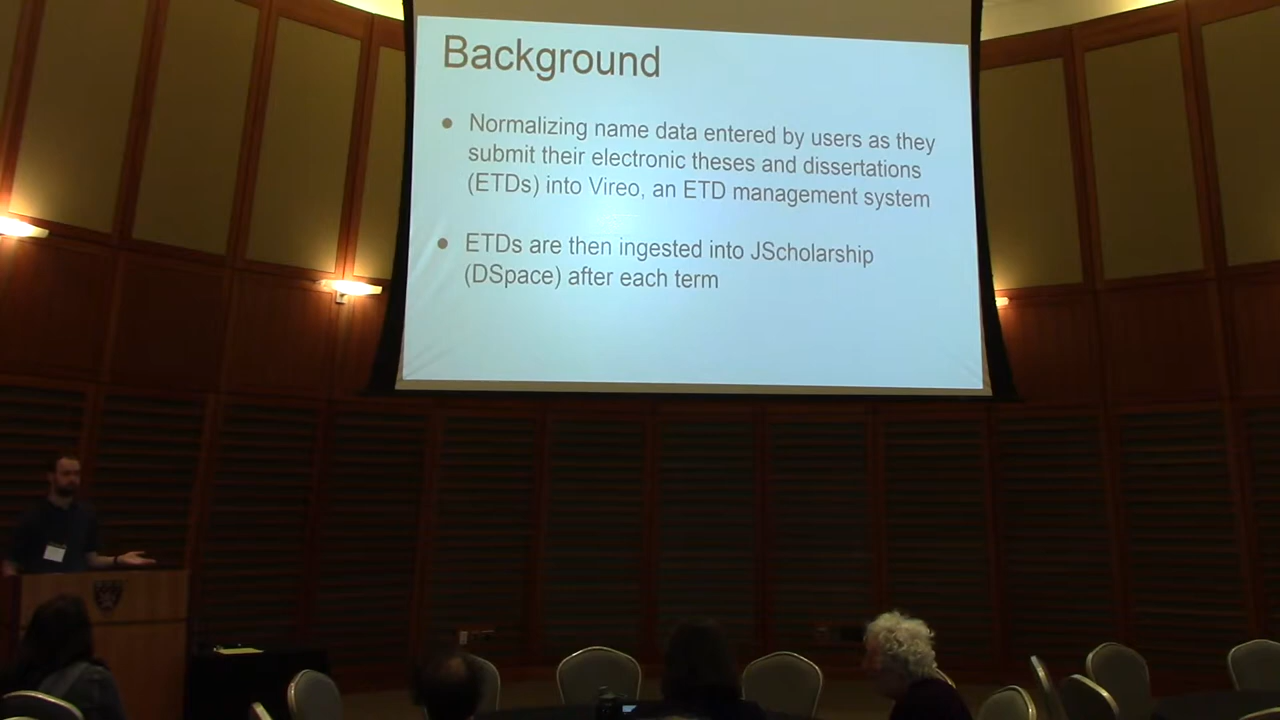 Background
● Normalizing name data entered by users as they
submit their electronic theses and dissertations
(ETDs) into Vireo, an ETD management system
● ETDs are then ingested into JScholarship
(DSpace) after each term